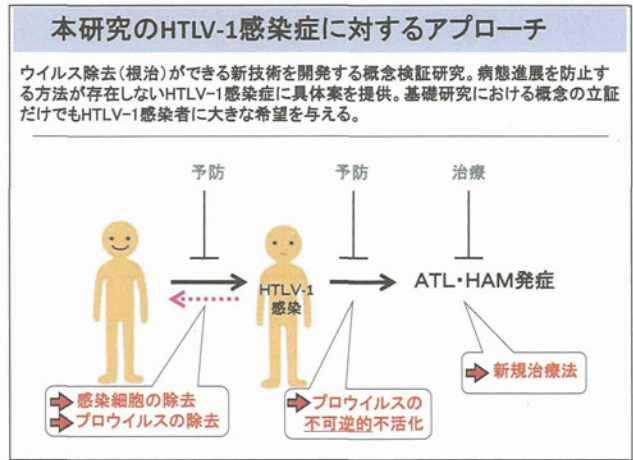 本研究のHTLV-1感染症に対するアプローチ
ウイルス除去(根治)ができる新技術を開発する概念検証研究。病態進展を防止す
る方法が存在しないHTLV-1感染症に具体案を提供。基礎研究における概念の立証
だけでもHTLV-1感染者に大きな希望を与える。
予防
予防
治療
HTLV-1
感染
ATL・HAM発症
感染細胞の除去
プロウイルスの除去
プロウイルスの
不可逆的不活化
新規治療法